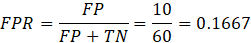 FPR = FP / (FP + TN) = 10 / 60 = 0.1667